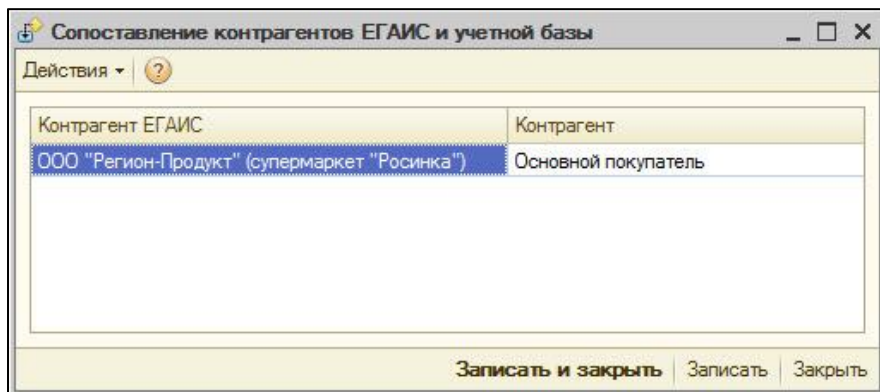 Сопоставление контрагентов ЕГАИС и учетной базы
Действия
Контрагент ЕГАИС Контрагент
ООО "Регион-Продукт" (супермаркет "Росинка") Основной покупатель
Записать и закрыть Записать Закрыть